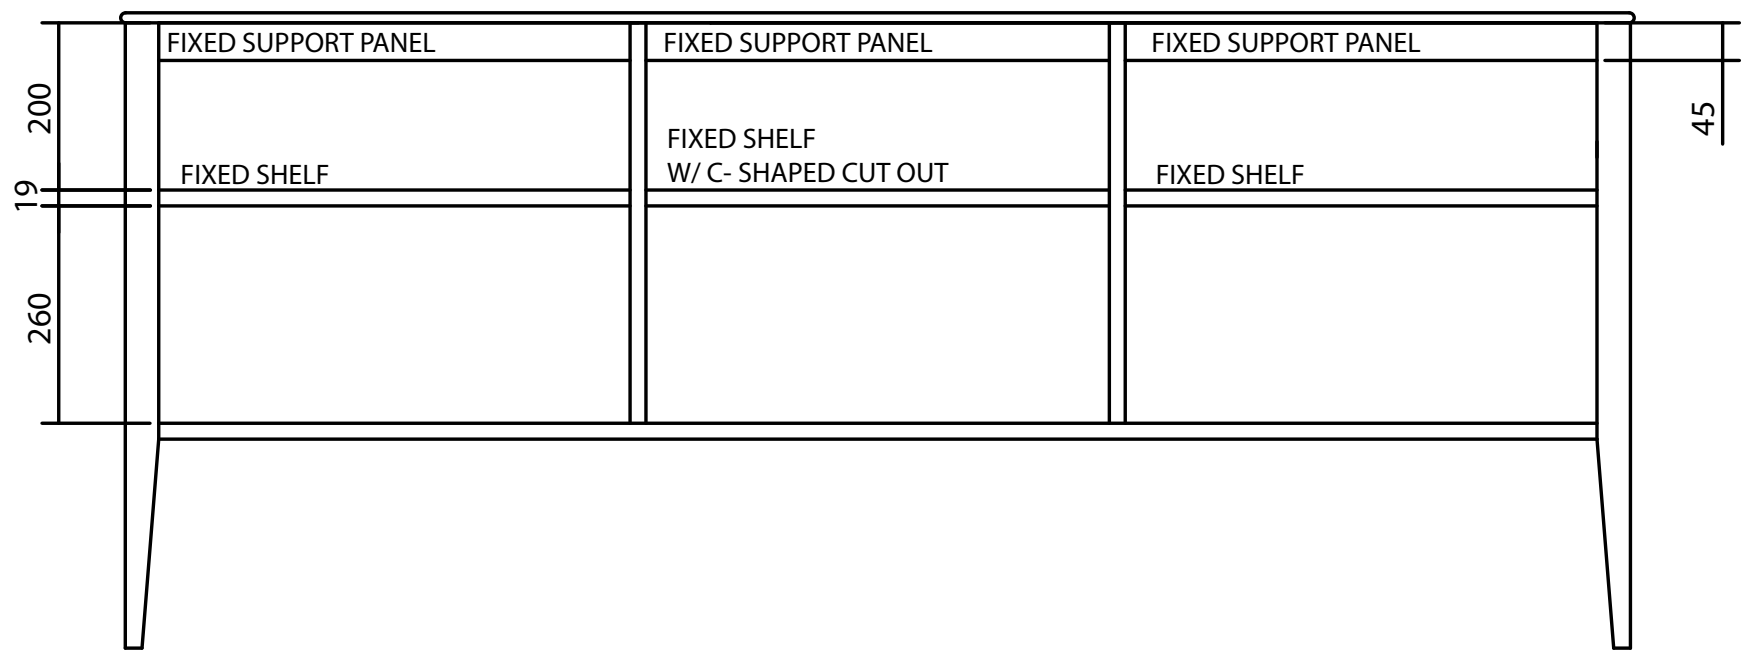 FIXED SUPPORT PANEL
FIXED SUPPORT PANEL
FIXED SUPPORT PANEL
200
45
FIXED SHELF
W/ C- SHAPED CUT OUT
FIXED SHELF
FIXED SHELF
19
260